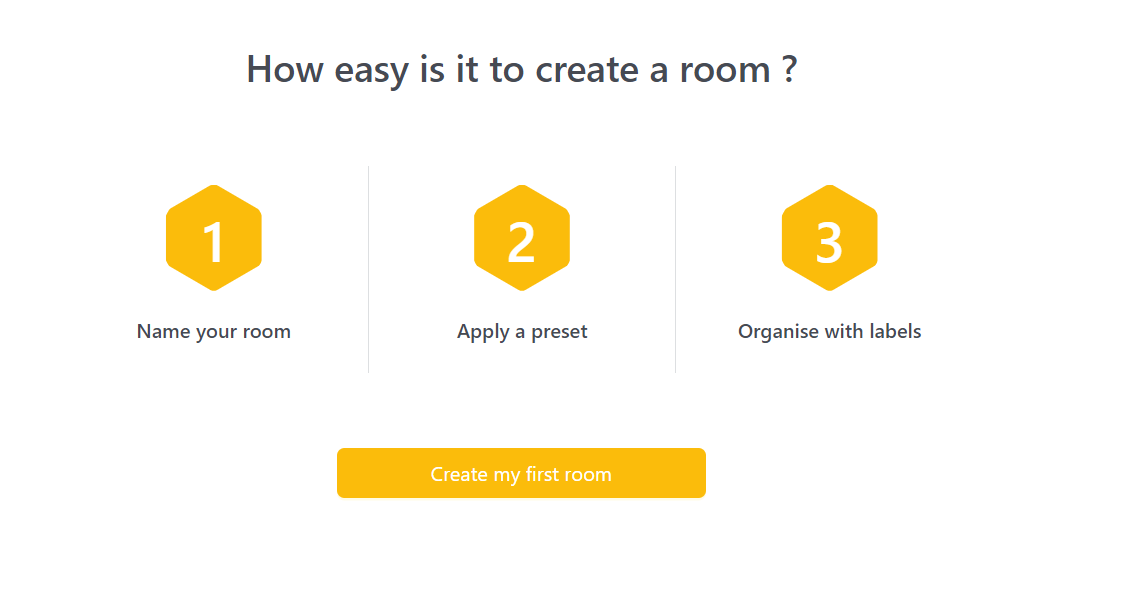 How easy is it to create a room ?
1
2
3
Name your room
Apply a preset
Organise with labels
Create my first room